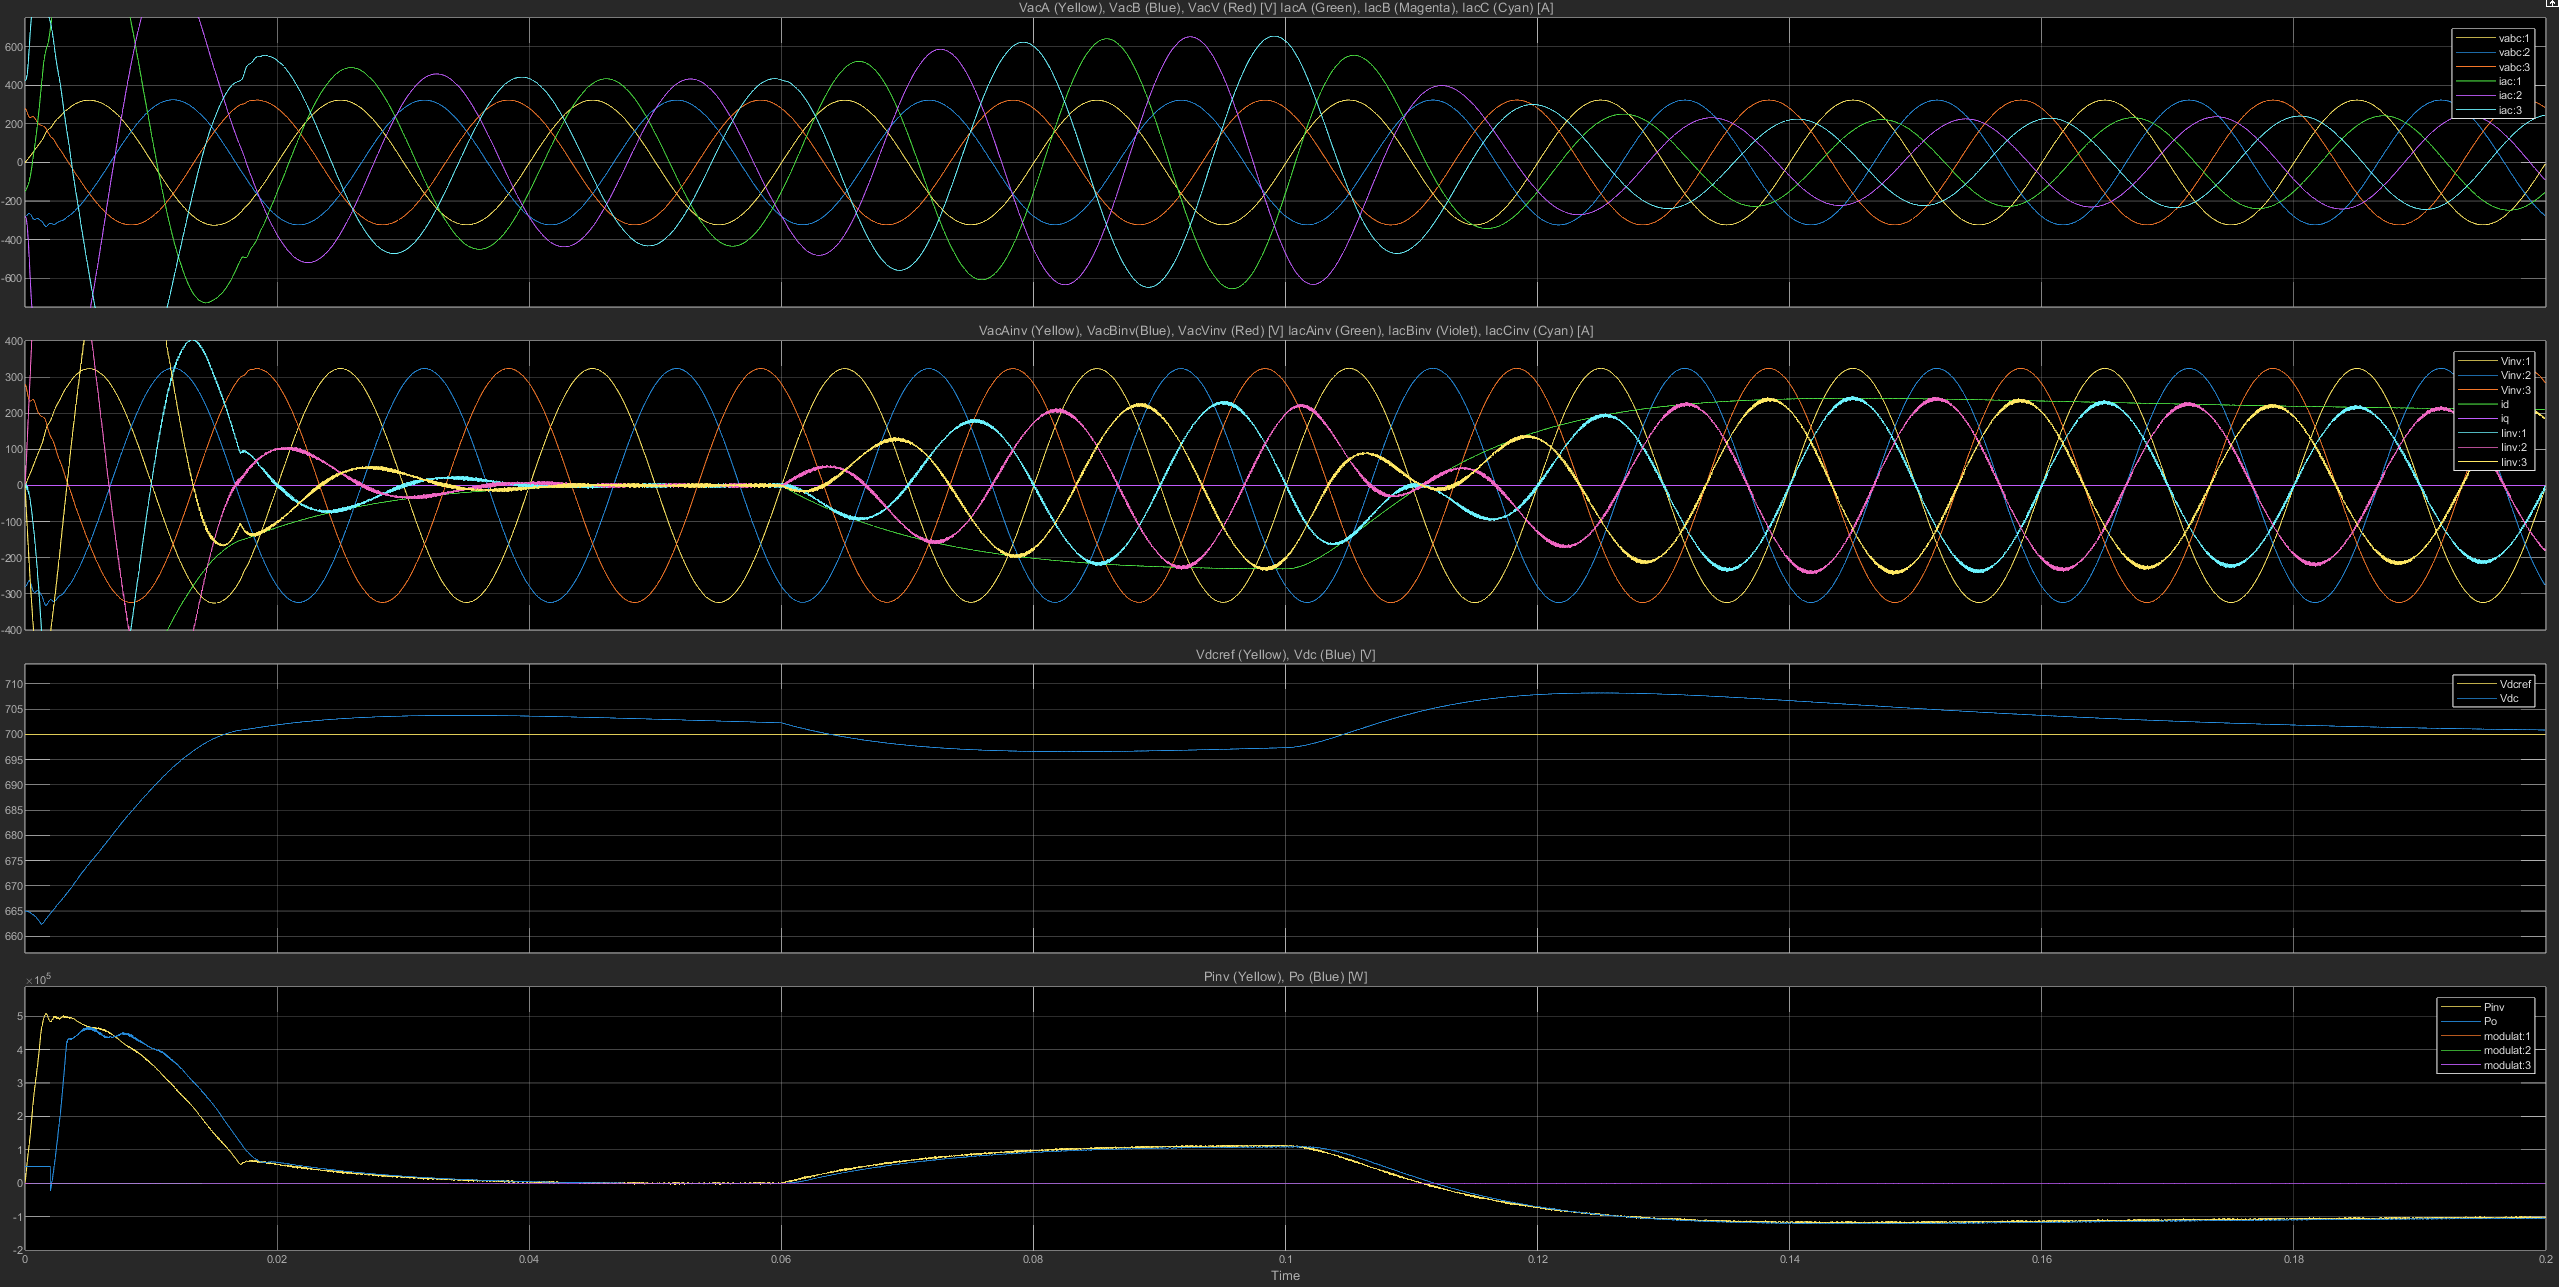 VacA (Yellow), VacB (Blue), VacV (Red) [V] IacA (Green), IacB (Magenta), IacC (Cyan) [A]
600
400
200
0
-200
-400
-600
vabc:1
vabc:2
vabc:3
iac:1
iac:2
iac:3
VacAinv (Yellow), VacBinv(Blue), VacVinv (Red) [V] IacAinv (Green), IacBinv (Violet), IacCinv (Cyan) [A]
400
300
200
100
0
-100
-200
-300
-400
Vinv:1
Vinv:2
Vinv:3
id
iq
Iinv:1
Iinv:2
Iinv:3
Vdcref (Yellow), Vdc (Blue) [V]
710
705
700
695
690
685
680
675
670
665
660
Vdcref
Vdc
Pinv (Yellow), Po (Blue) [W]
×10^5
5
4
3
2
1
0
-1
-2
Pinv
Po
modulat:1
modulat:2
modulat:3
0 0.02 0.04 0.06 0.08 0.1 0.12 0.14 0.16 0.18 0.2
Time